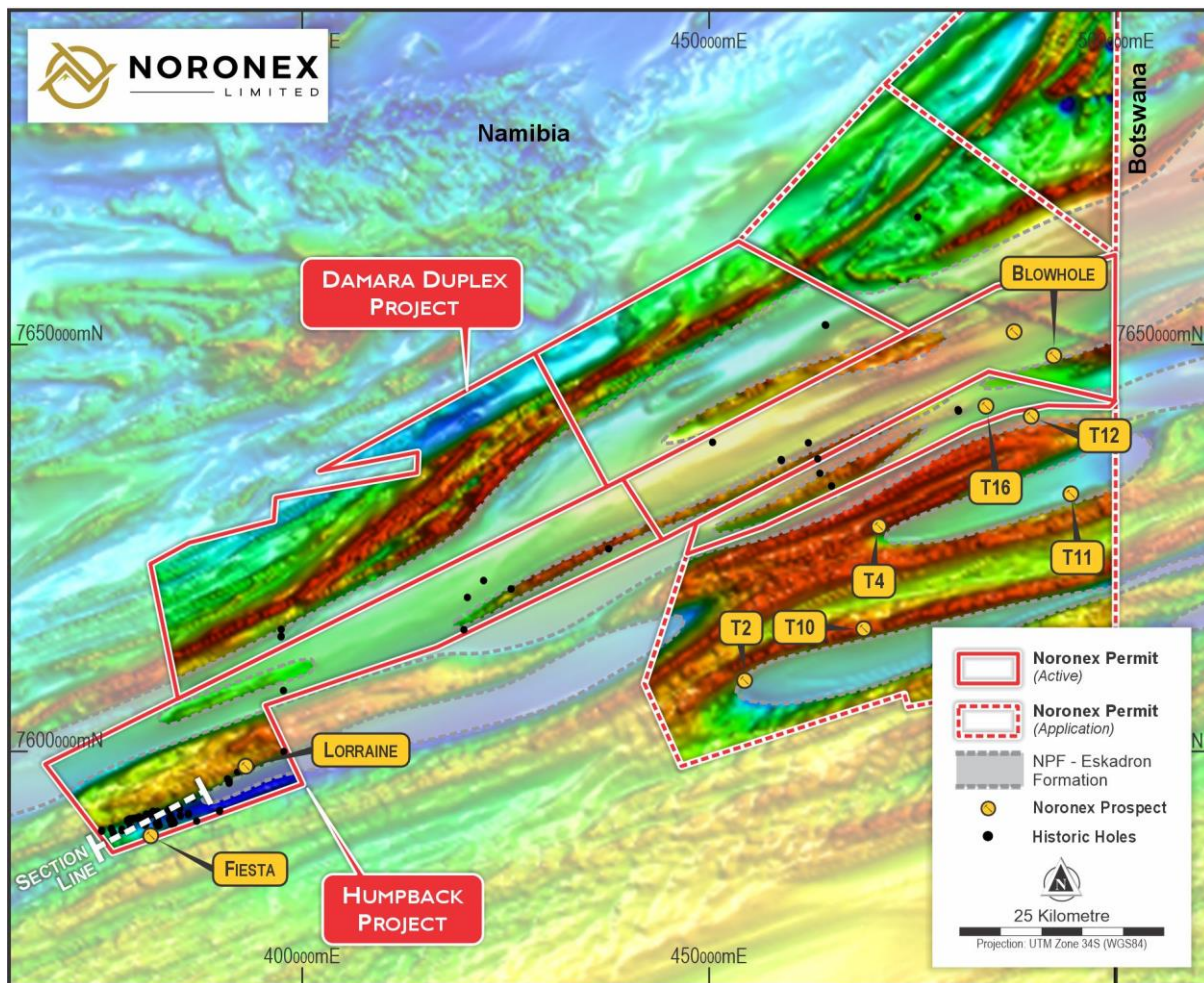 NORONEX
LIMITED
450000mE
mE
Namibia
Botswana
DAMARA DUPLEX
PROJECT
BLOWHOLE
7650000mN
7650000mN
T12
T16
T11
T4
T2
T10
7600000mN
LORRAINE
SECTION
LINE
FIESTA
HUMPBACK
PROJECT
400000mE
450000mE
Noronex Permit
(Active)
Noronex Permit
(Application)
NPF - Eskadron
Formation
Noronex Prospect
Historic Holes
N
25 Kilometre
Projection: UTM Zone 34S (WGS84)